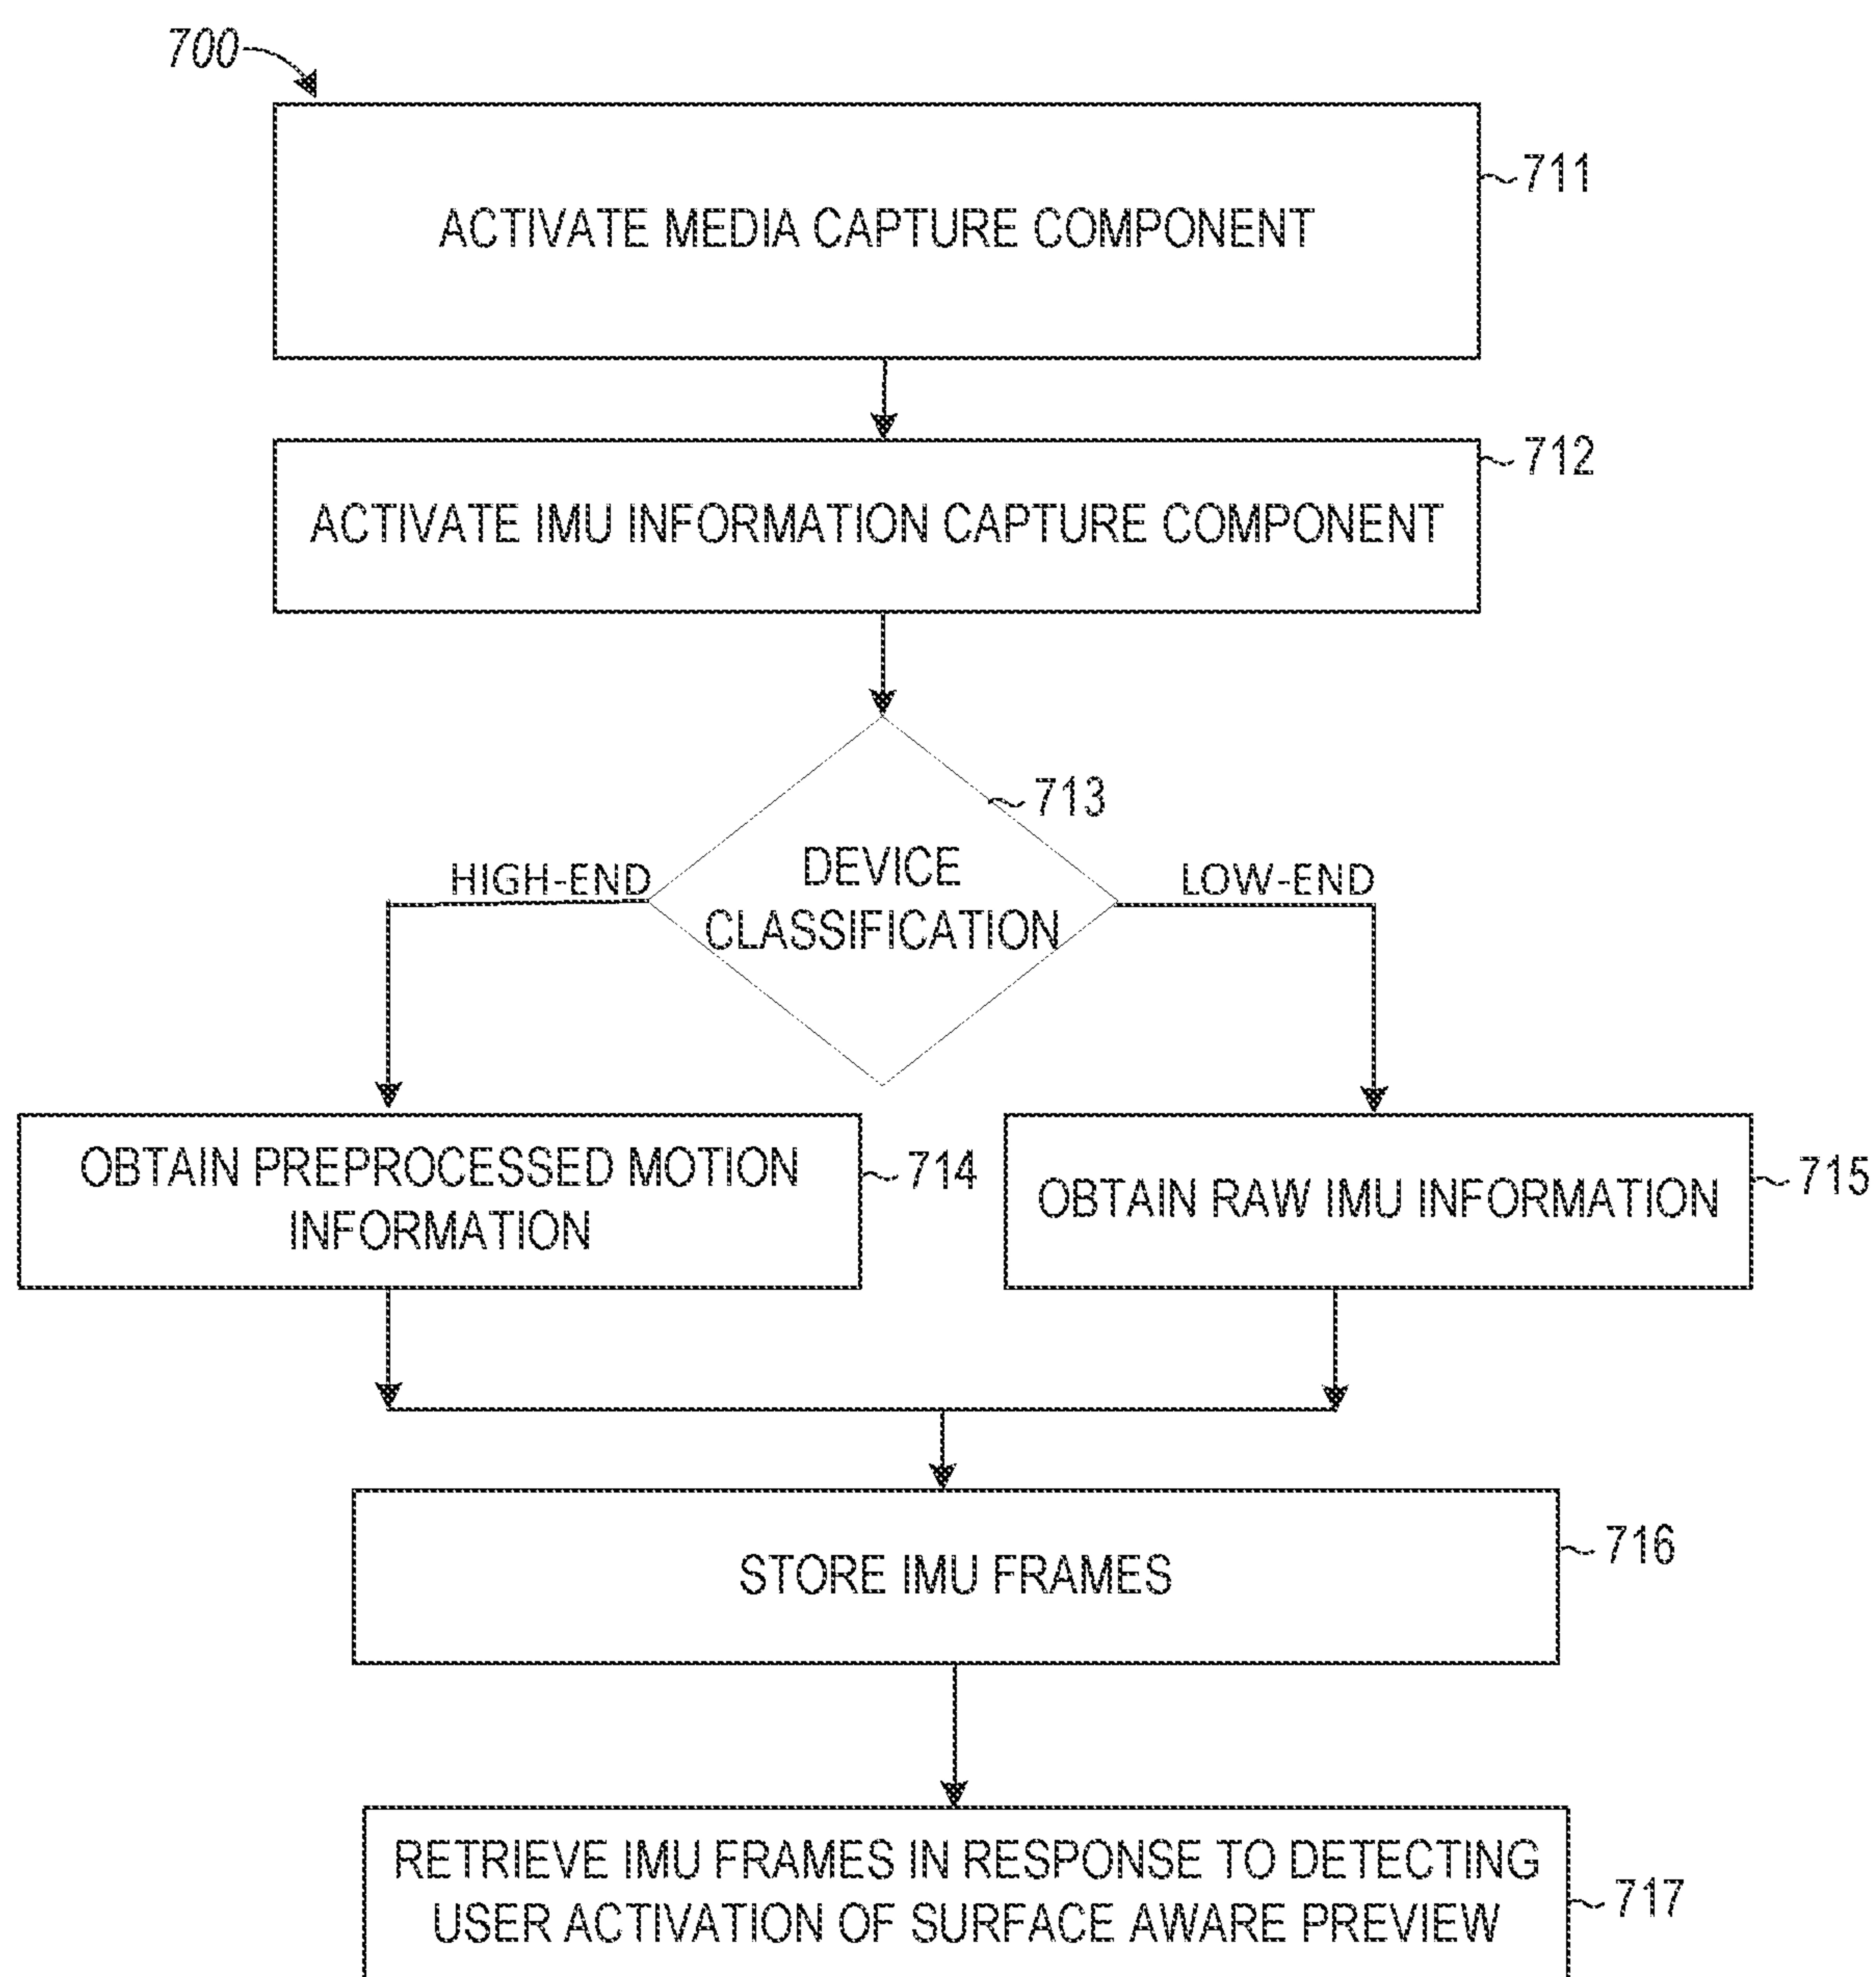 700
ACTIVATE MEDIA CAPTURE COMPONENT
711
ACTIVATE IMU INFORMATION CAPTURE COMPONENT
712
713
DEVICE
CLASSIFICATION
HIGH-END
LOW-END
OBTAIN PREPROCESSED MOTION
INFORMATION
714
OBTAIN RAW IMU INFORMATION
715
STORE IMU FRAMES
716
RETRIEVE IMU FRAMES IN RESPONSE TO DETECTING
USER ACTIVATION OF SURFACE AWARE PREVIEW
717